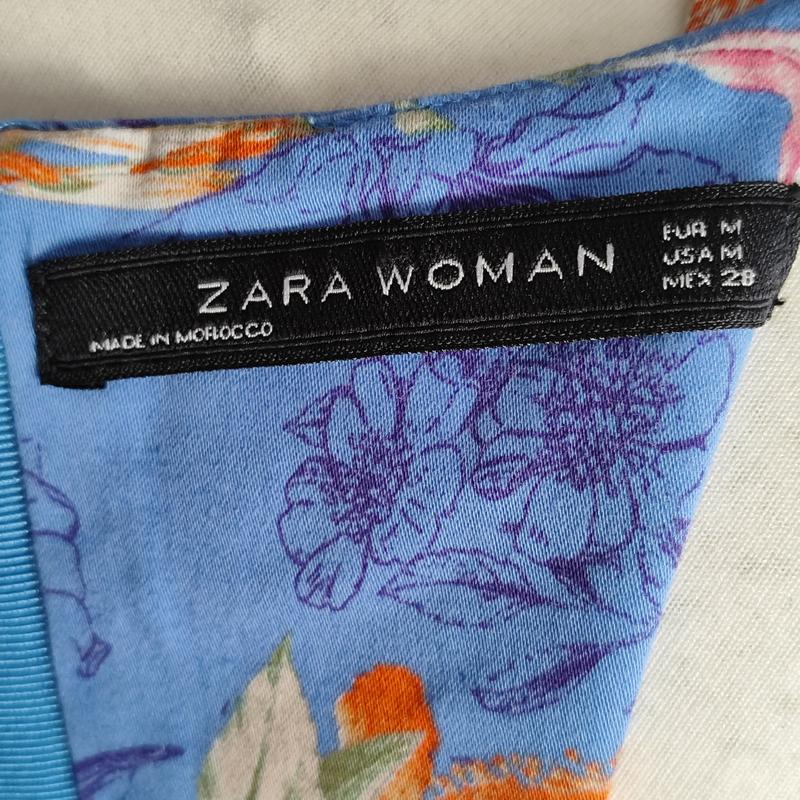 ZARA WOMAN
MADE IN MOROCCO
EUR M
USA M
MEX 28